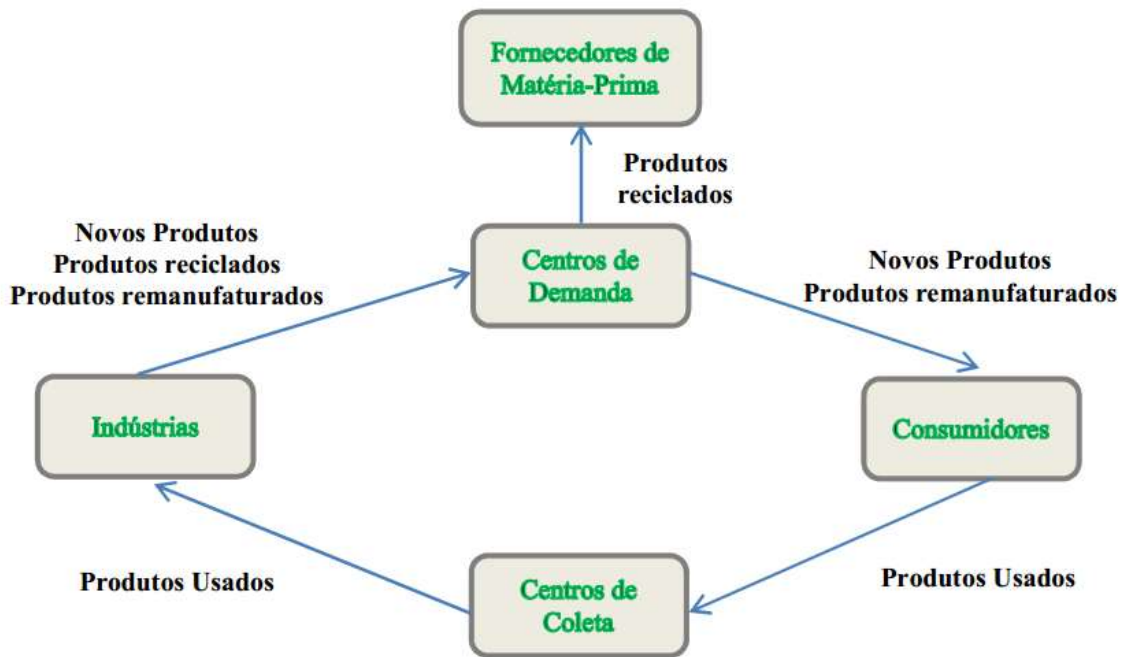 Fornecedores de
Matéria-Prima
Produtos
reciclados
Novos Produtos
Produtos reciclados
Produtos remanufaturados
Centros de
Demanda
Novos Produtos
Produtos remanufaturados
Indústrias
Consumidores
Produtos Usados
Centros de
Coleta
Produtos Usados